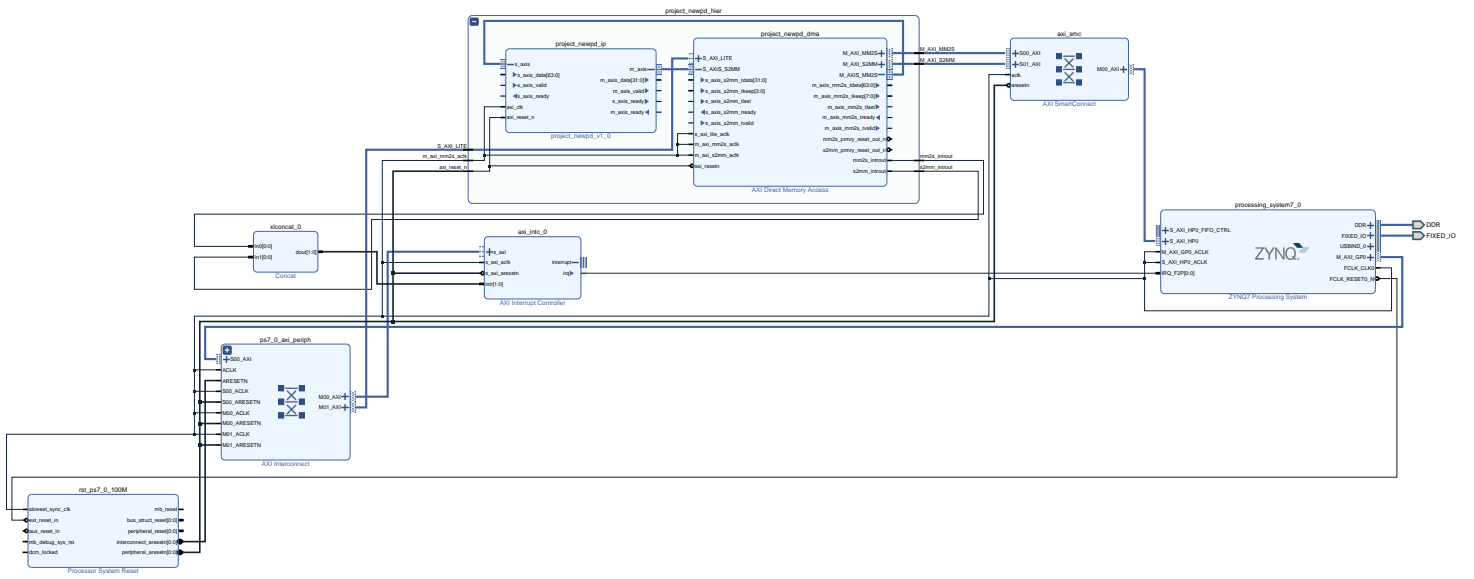 project_newpd_hier
project_newpd_ip
s_axis
s_axis_data[63:0]
s_axis_valid
s_axis_ready
axi_clk
axi_reset_n
m_axis
m_axis_data[31:0]
m_axis_valid
s_axis_ready
m_axis_ready
project_newpd_v1_0
project_newpd_dma
S_AXI_LITE
S_AXIS_S2MM
s_axis_s2mm_tdata[31:0]
s_axis_s2mm_tkeep[3:0]
s_axis_s2mm_tlast
s_axis_s2mm_tready
s_axis_s2mm_tvalid
s_axi_lite_aclk
m_axi_mm2s_aclk
m_axi_s2mm_aclk
axi_resetn
M_AXI_MM2S
M_AXI_S2MM
M_AXIS_MM2S
m_axis_mm2s_tdata[63:0]
m_axis_mm2s_tkeep[7:0]
m_axis_mm2s_tlast
m_axis_mm2s_tready
m_axis_mm2s_tvalid
mm2s_prmry_reset_out_n
s2mm_prmry_reset_out_n
mm2s_introut
s2mm_introut
AXI Direct Memory Access
S_AXI_LITE
m_axi_mm2s_aclk
axi_reset_n
M_AXI_MM2S
M_AXI_S2MM
mm2s_introut
s2mm_introut
axi_smc
S00_AXI
S01_AXI
aclk
aresetn
M00_AXI
AXI SmartConnect
xlconcat_0
In0[0:0]
In1[0:0]
dout[1:0]
Concat
axi_intc_0
s_axi
s_axi_aclk
s_axi_aresetn
intr[1:0]
interrupt
irq
AXI Interrupt Controller
processing_system7_0
S_AXI_HP0_FIFO_CTRL
S_AXI_HP0
M_AXI_GP0_ACLK
S_AXI_HP0_ACLK
IRQ_F2P[0:0]
ZYNQ
DDR
FIXED_IO
USBIND_0
M_AXI_GP0
FCLK_CLK0
FCLK_RESET0_N
ZYNQ7 Processing System
DDR
FIXED_IO
ps7_0_axi_periph
S00_AXI
ACLK
ARESETN
S00_ACLK
S00_ARESETN
M00_ACLK
M00_ARESETN
M01_ACLK
M01_ARESETN
M00_AXI
M01_AXI
AXI Interconnect
rst_ps7_0_100M
slowest_sync_clk
ext_reset_in
aux_reset_in
mb_debug_sys_rst
dcm_locked
mb_reset
bus_struct_reset[0:0]
peripheral_reset[0:0]
interconnect_aresetn[0:0]
peripheral_aresetn[0:0]
Processor System Reset